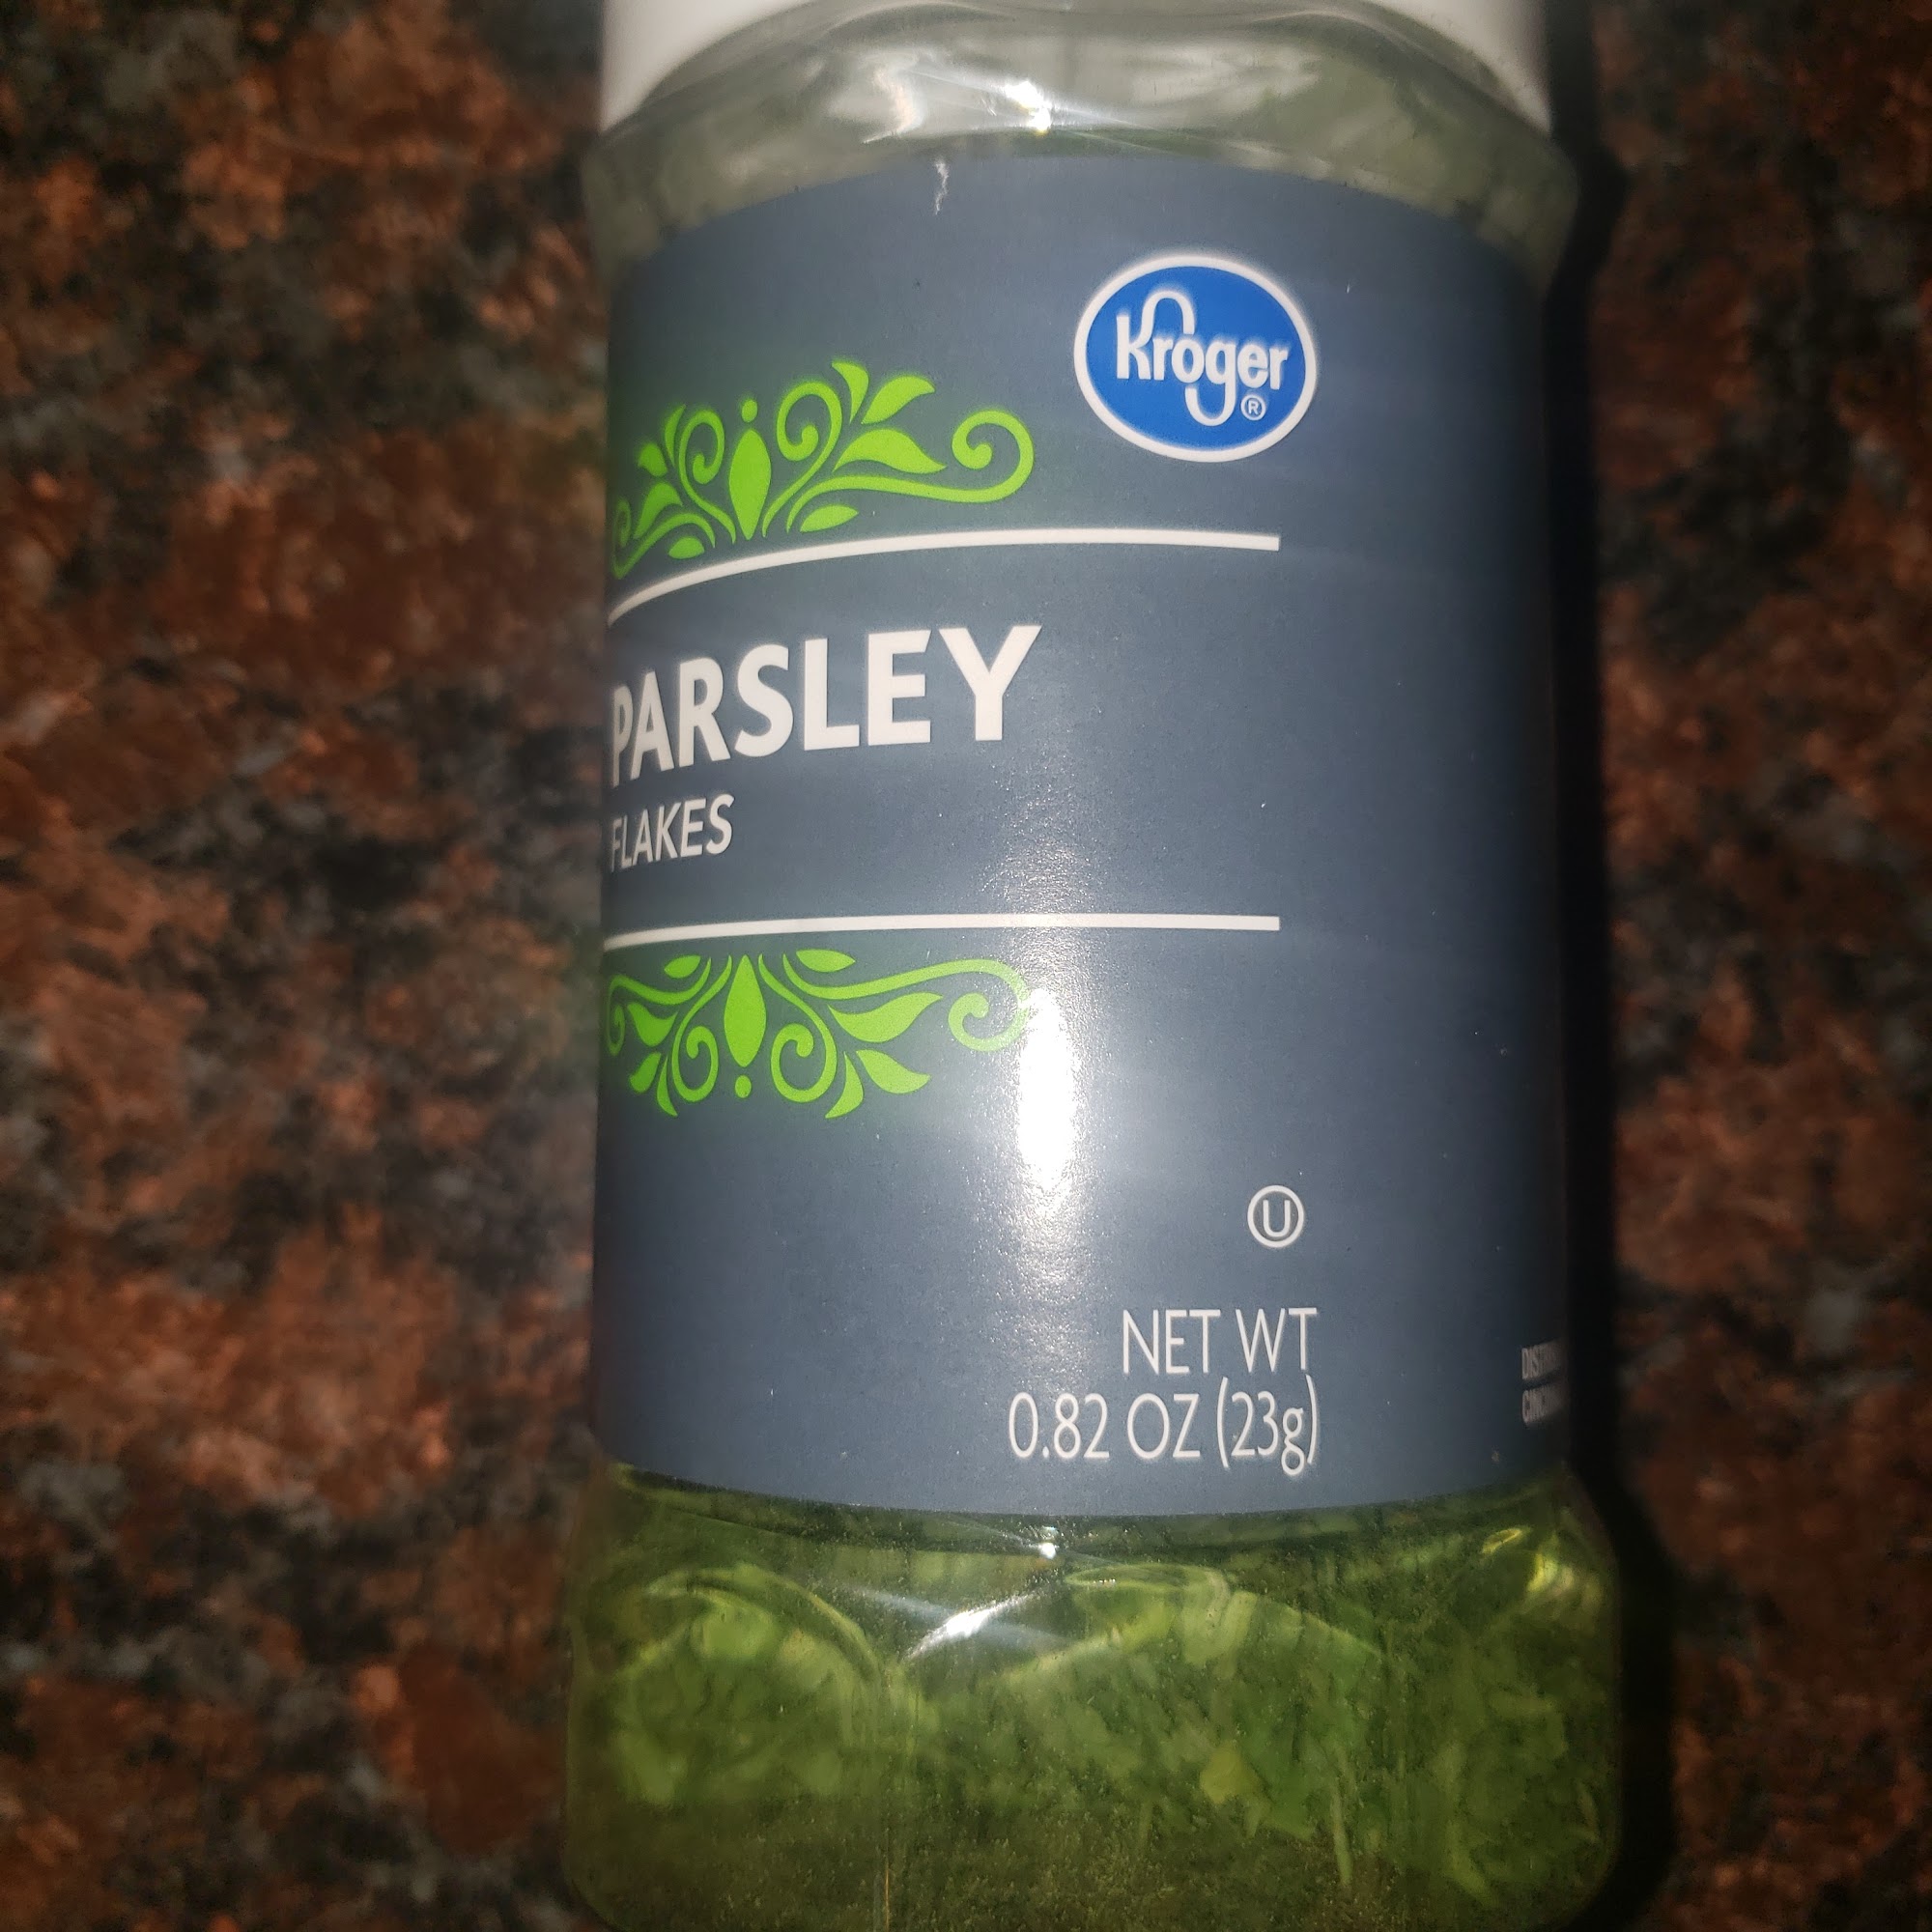 Kroger®
PARSLEY
FLAKES
Ⓤ
NET WT
0.82 OZ (23g)